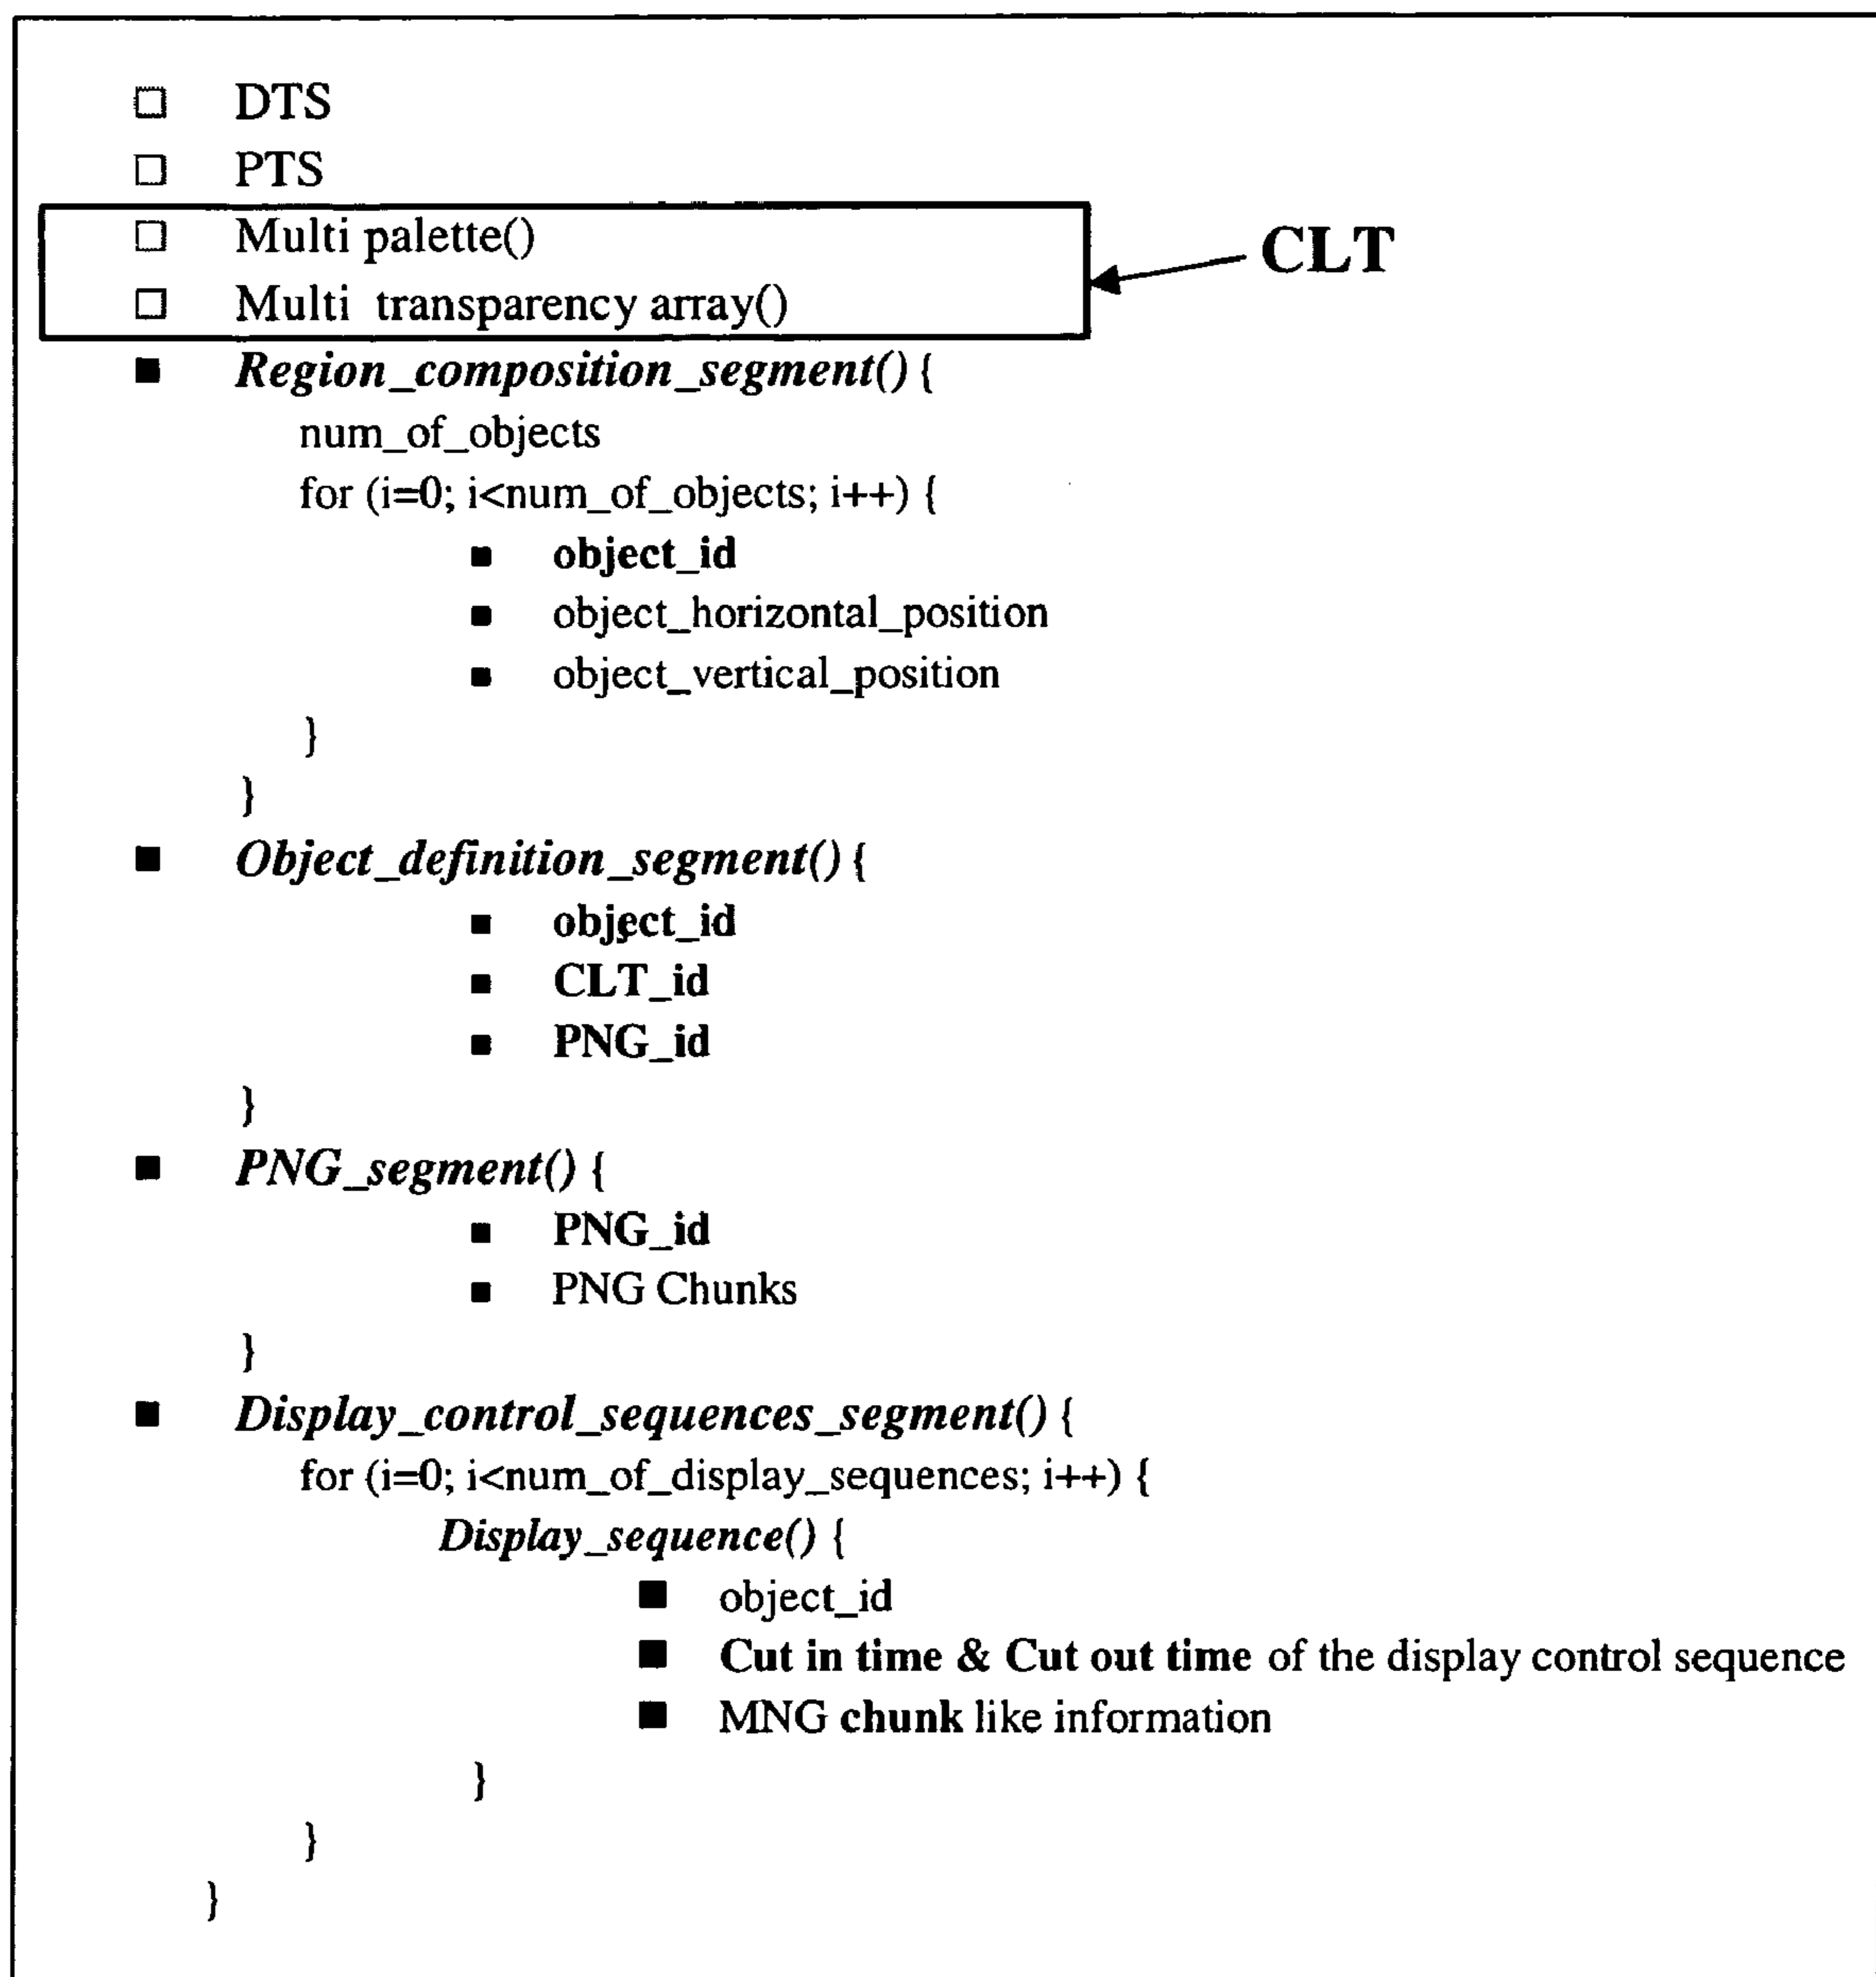 DTS
PTS
Multi palette()
CLT
Multi transparency array()
Region_composition_segment() {
num_of_objects
for (i=0; i<num_of_objects; i++) {
object_id
object_horizontal_position
object_vertical_position
}
}
Object_definition_segment() {
object_id
CLT_id
PNG_id
}
PNG_segment() {
PNG_id
PNG Chunks
}
Display_control_sequences_segment() {
for (i=0; i<num_of_display_sequences; i++) {
Display_sequence() {
object_id
Cut in time & Cut out time of the display control sequence
MNG chunk like information
}
}
}